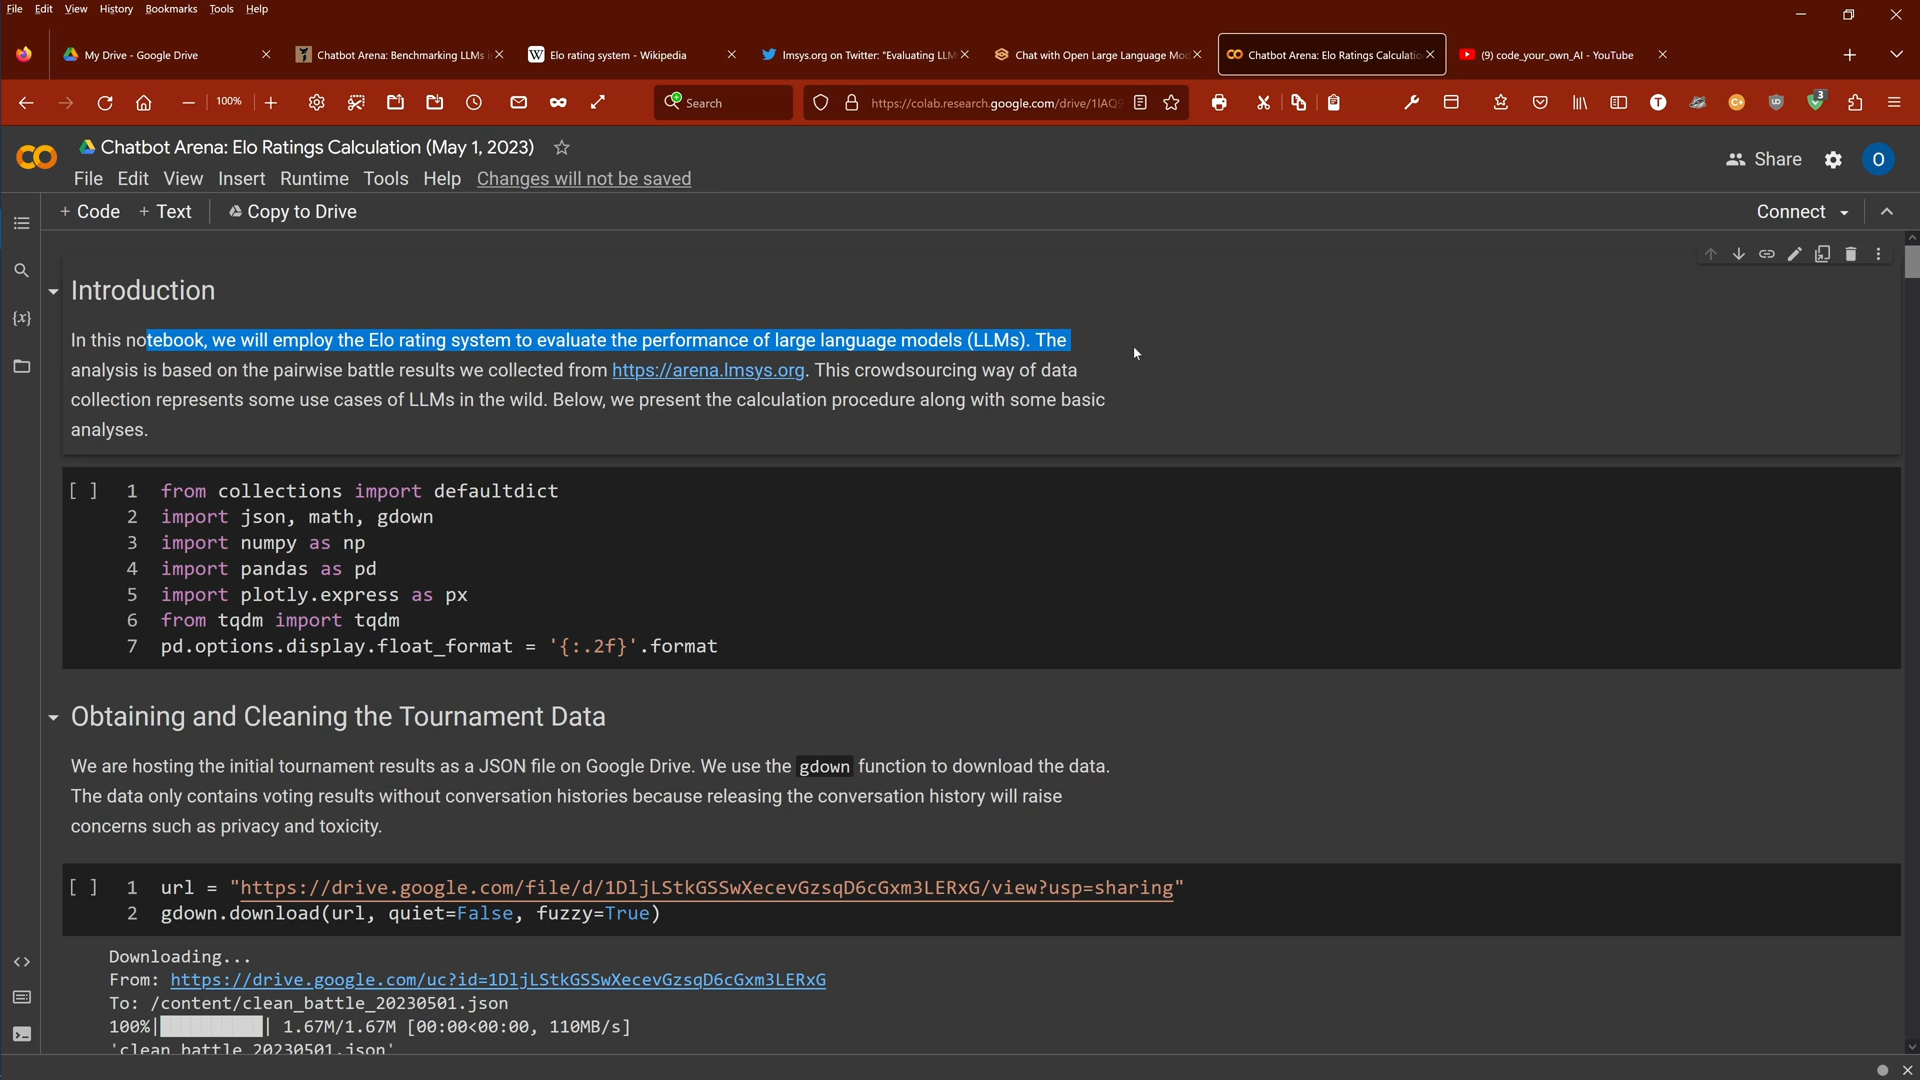 File Edit View History Bookmarks Tools Help
My Drive - Google Drive
Chatbot Arena: Benchmarking LLMs
Elo rating system - Wikipedia
lmsys.org on Twitter: "Evaluating LLM
Chat with Open Large Language Mo
Chatbot Arena: Elo Ratings Calculatio
(9) code_your_own_AI - YouTube
100%
Search
https://colab.research.google.com/drive/1lAQ9
3
Chatbot Arena: Elo Ratings Calculation (May 1, 2023)
File Edit View Insert Runtime Tools Help Changes will not be saved
Share
O
+ Code + Text Copy to Drive
Connect
Introduction
In this notebook, we will employ the Elo rating system to evaluate the performance of large language models (LLMs). The
analysis is based on the pairwise battle results we collected from https://arena.lmsys.org. This crowdsourcing way of data
collection represents some use cases of LLMs in the wild. Below, we present the calculation procedure along with some basic
analyses.
[ ] 1 from collections import defaultdict
2 import json, math, gdown
3 import numpy as np
4 import pandas as pd
5 import plotly.express as px
6 from tqdm import tqdm
7 pd.options.display.float_format = '{:.2f}'.format
Obtaining and Cleaning the Tournament Data
We are hosting the initial tournament results as a JSON file on Google Drive. We use the gdown function to download the data.
The data only contains voting results without conversation histories because releasing the conversation history will raise
concerns such as privacy and toxicity.
[ ] 1 url = "https://drive.google.com/file/d/1DljLStkGSSwXecevGzsqD6cGxm3LERxG/view?usp=sharing"
2 gdown.download(url, quiet=False, fuzzy=True)
Downloading...
From: https://drive.google.com/uc?id=1DljLStkGSSwXecevGzsqD6cGxm3LERxG
To: /content/clean_battle_20230501.json
100%|██████████| 1.67M/1.67M [00:00<00:00, 110MB/s]
'clean_battle_20230501.json'